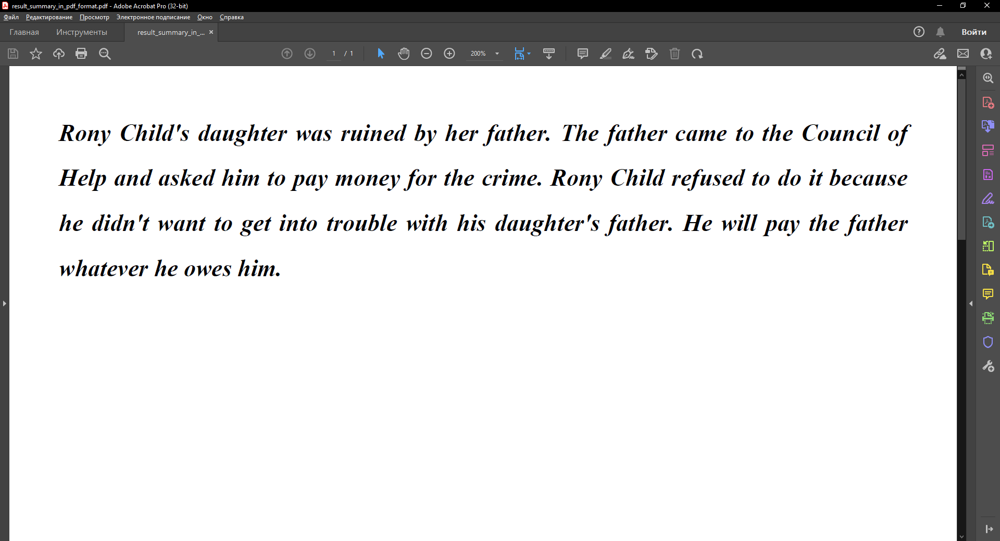 result_summary_in_pdf_format.pdf - Adobe Acrobat Pro (32-bit)
Файл Редактирование Просмотр Электронное подписание Окно Справка
Главная Инструменты result_summary_in_... × Войти
1 / 1 200%
Rony Child's daughter was ruined by her father. The father came to the Council of
Help and asked him to pay money for the crime. Rony Child refused to do it because
he didn't want to get into trouble with his daughter's father. He will pay the father
whatever he owes him.